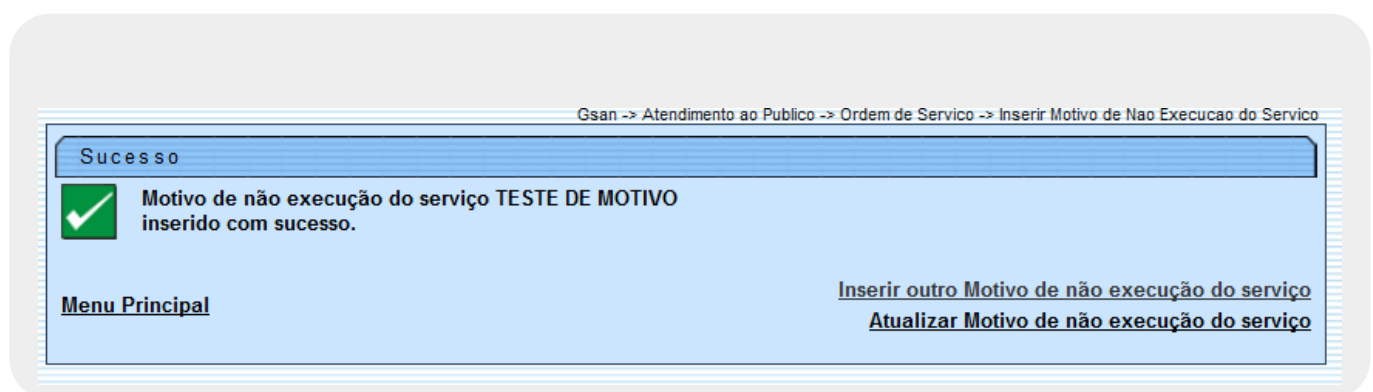 Gsan -> Atendimento ao Publico -> Ordem de Servico -> Inserir Motivo de Nao Execucao do Servico
Sucesso
Motivo de não execução do serviço TESTE DE MOTIVO
inserido com sucesso.
Inserir outro Motivo de não execução do serviço
Menu Principal
Atualizar Motivo de não execução do serviço